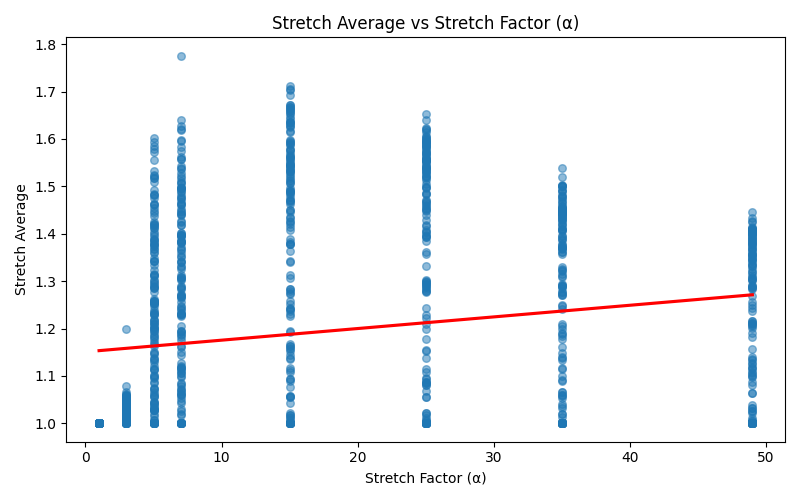 Stretch Average vs Stretch Factor (α)
Stretch Average
1.8
1.7
1.6
1.5
1.4
1.3
1.2
1.1
1.0
0 10 20 30 40 50
Stretch Factor (α)